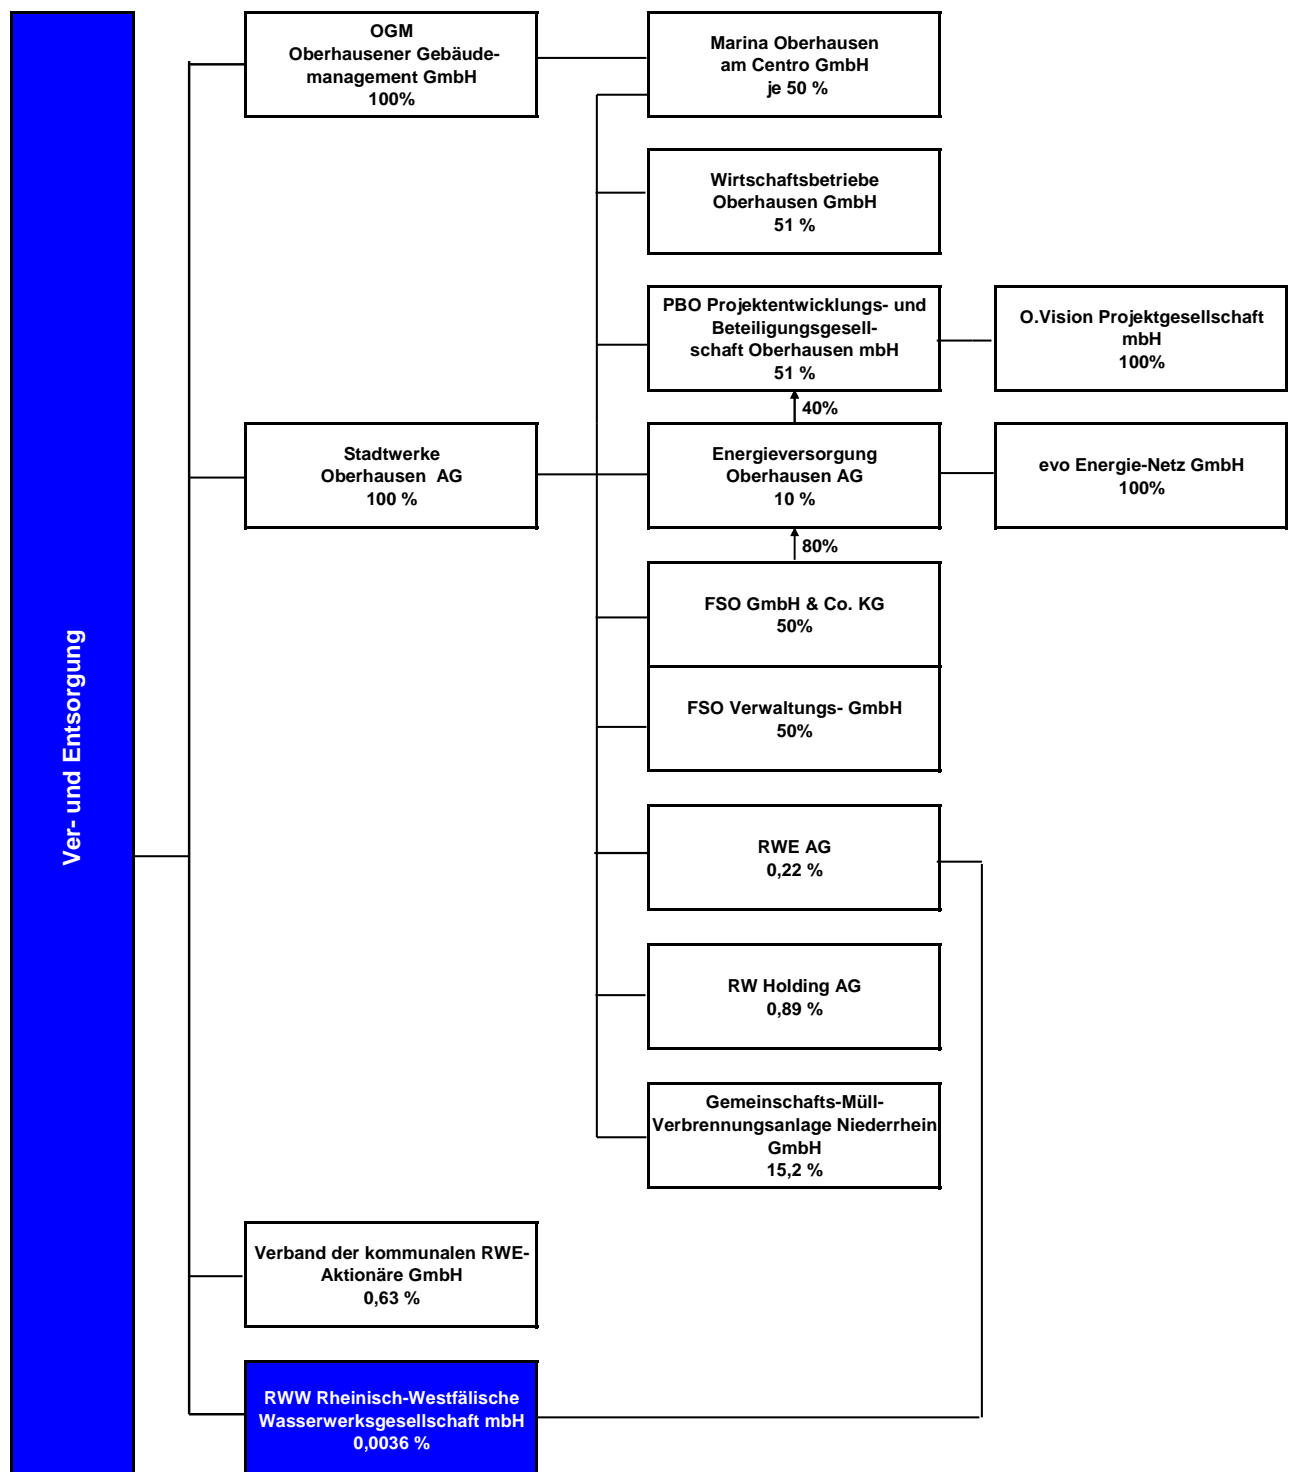 Ver- und Entsorgung
OGM
Oberhausener Gebäude-
management GmbH
100%
Marina Oberhausen
am Centro GmbH
je 50 %
Wirtschaftsbetriebe
Oberhausen GmbH
51 %
PBO Projektentwicklungs- und
Beteiligungsgesell-
schaft Oberhausen mbH
51 %
O.Vision Projektgesellschaft
mbH
100%
40%
Stadtwerke
Oberhausen AG
100 %
Energieversorgung
Oberhausen AG
10 %
evo Energie-Netz GmbH
100%
80%
FSO GmbH & Co. KG
50%
FSO Verwaltungs- GmbH
50%
RWE AG
0,22 %
RW Holding AG
0,89 %
Gemeinschafts-Müll-
Verbrennungsanlage Niederrhein
GmbH
15,2 %
Verband der kommunalen RWE-
Aktionäre GmbH
0,63 %
RWW Rheinisch-Westfälische
Wasserwerksgesellschaft mbH
0,0036 %